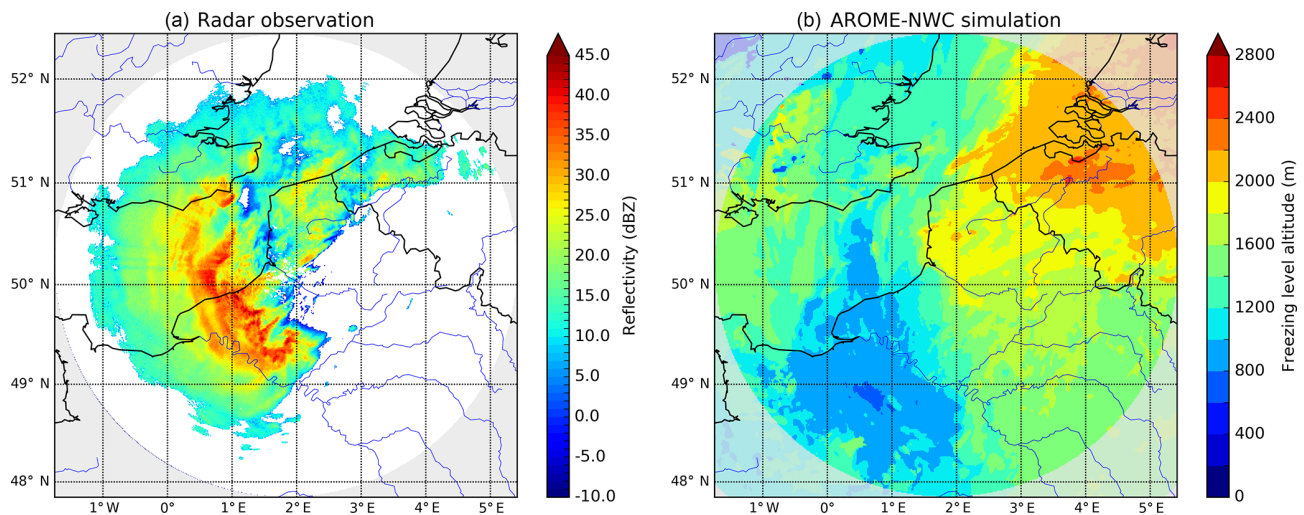 (a) Radar observation
52° N
51° N
50° N
49° N
48° N
1° W
0°
1° E
2° E
3° E
4° E
5° E
45.0
40.0
35.0
30.0
25.0
20.0
15.0
10.0
5.0
0.0
-5.0
-10.0
Reflectivity (dBZ)
(b) AROME-NWC simulation
52° N
51° N
50° N
49° N
48° N
1° W
0°
1° E
2° E
3° E
4° E
5° E
2800
2400
2000
1600
1200
800
400
0
Freezing level altitude (m)